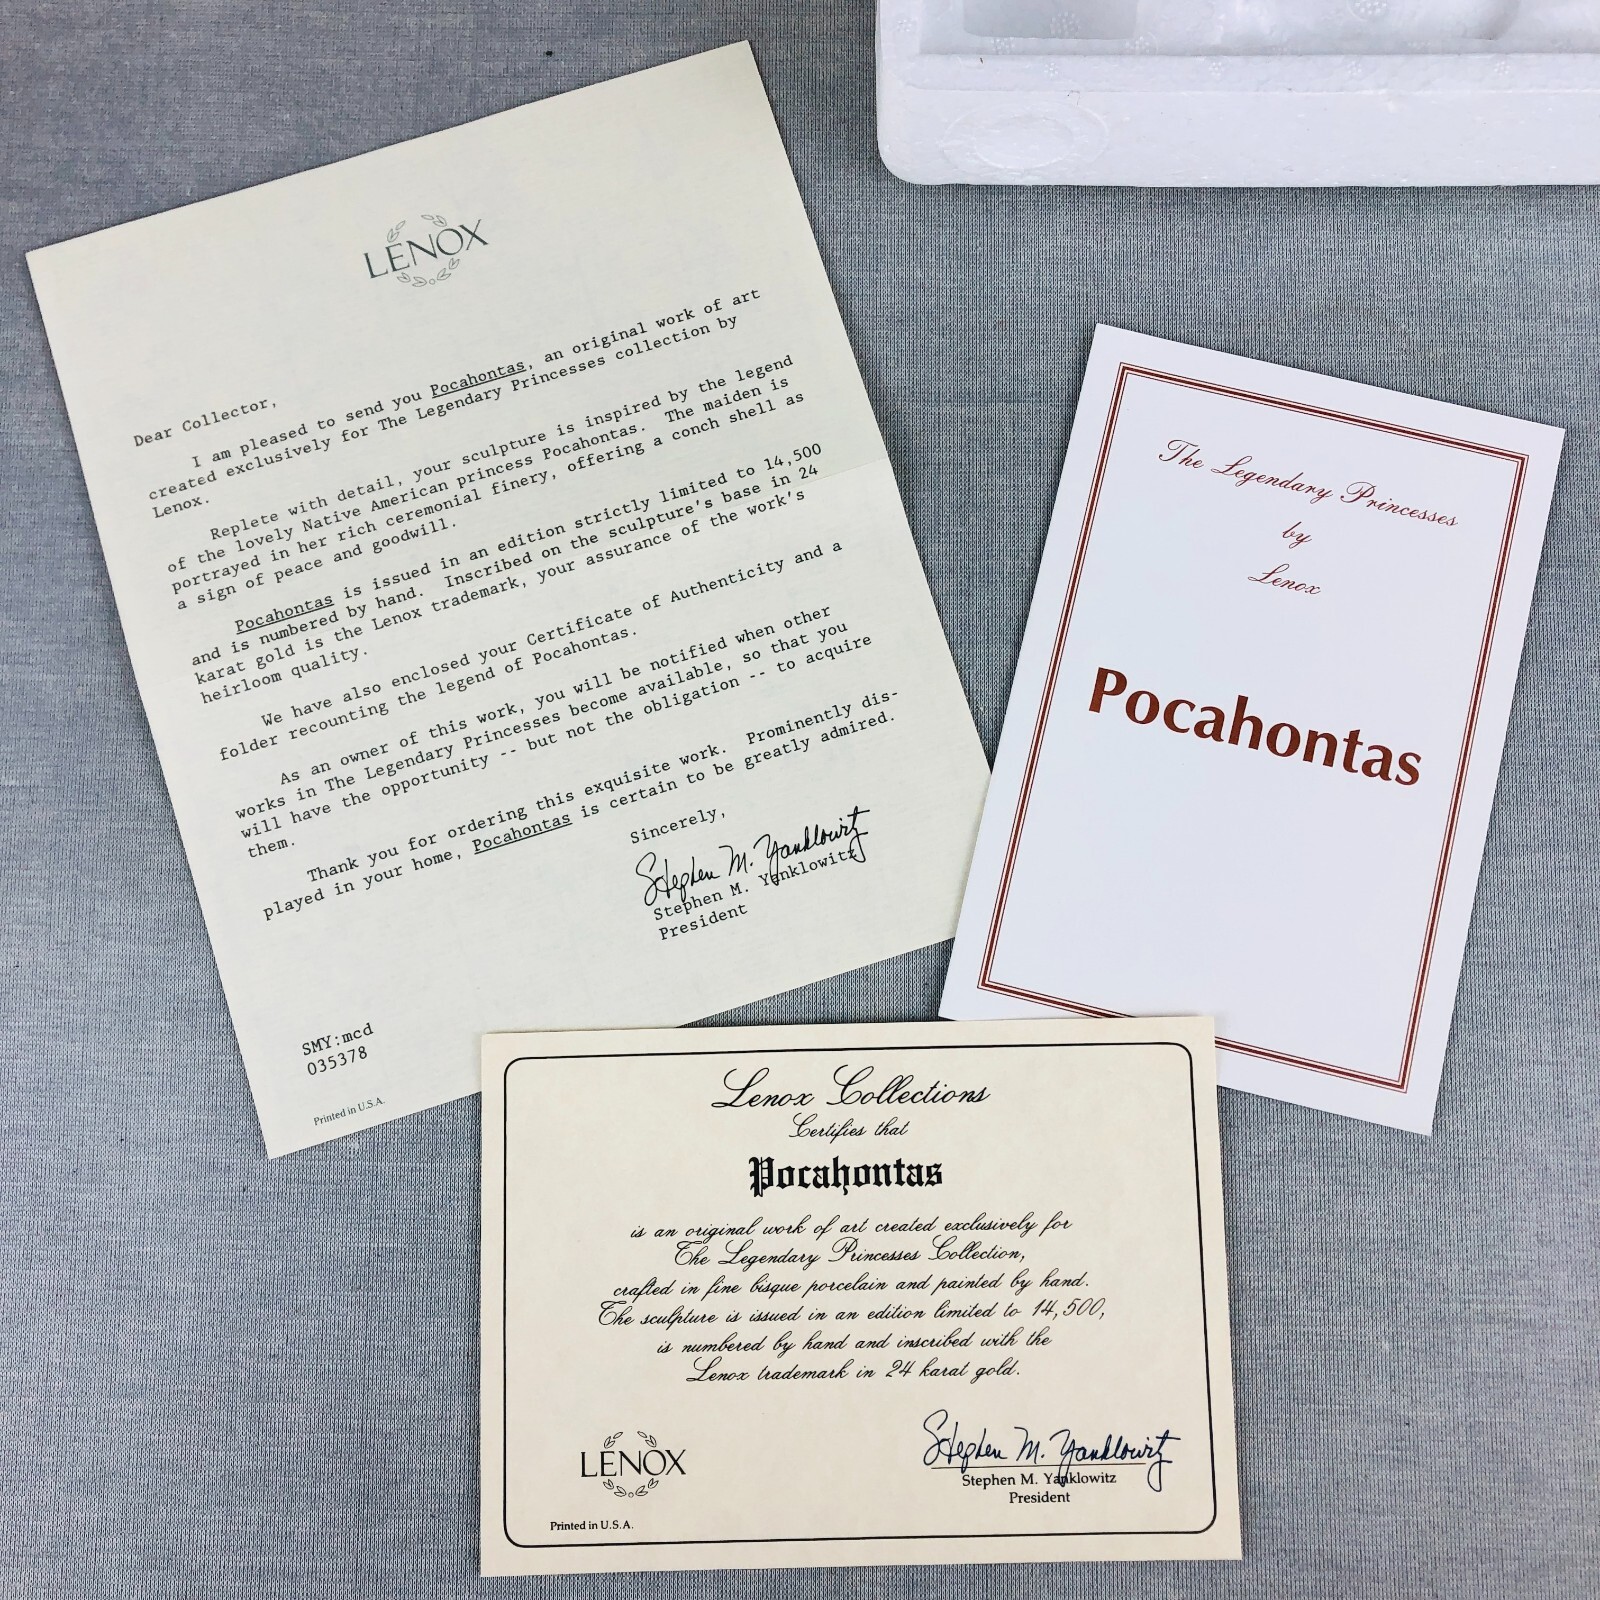 LENOX
Dear Collector,
I am pleased to send you Pocahontas, an original work of art
created exclusively for The Legendary Princesses collection by
Lenox.
Replete with detail, your sculpture is inspired by the legend
of the lovely Native American princess Pocahontas. The maiden is
portrayed in her rich ceremonial finery, offering a conch shell as
a sign of peace and goodwill.
Pocahontas is issued in an edition strictly limited to 14,500
and is numbered by hand. Inscribed on the sculpture's base in 24
karat gold is the Lenox trademark, your assurance of the work's
heirloom quality.
We have also enclosed your Certificate of Authenticity and a
folder recounting the legend of Pocahontas.
As an owner of this work, you will be notified when other
works in The Legendary Princesses become available, so that you
will have the opportunity -- but not the obligation -- to acquire
them.
Thank you for ordering this exquisite work. Prominently dis-
played in your home, Pocahontas is certain to be greatly admired.
Sincerely,
Stephen M. Yanklowitz
Stephen M. Yanklowitz
President
SMY:mcd
035378
Printed in U.S.A.
The Legendary Princesses
by
Lenox
Pocahontas
Lenox Collections
Certifies that
Pocahontas
is an original work of art created exclusively for
The Legendary Princesses Collection,
crafted in fine bisque porcelain and painted by hand.
The sculpture is issued in an edition limited to 14,500,
is numbered by hand and inscribed with the
Lenox trademark in 24 karat gold.
LENOX
Stephen M. Yanklowitz
Stephen M. Yanklowitz
President
Printed in U.S.A.